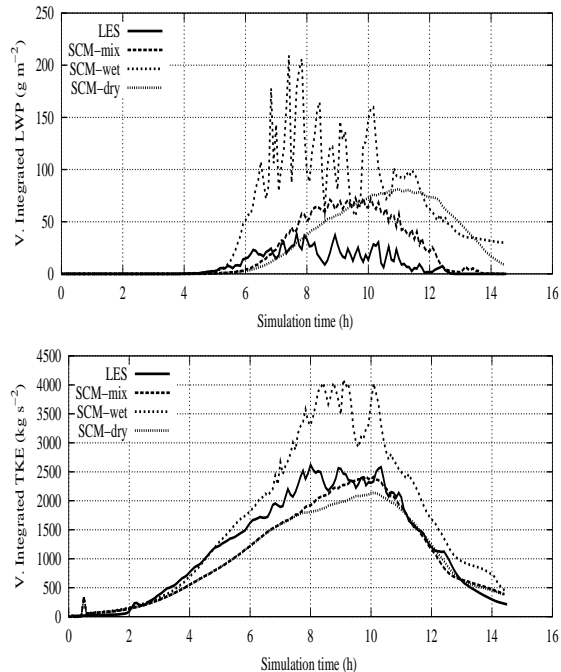 LES
SCM-mix
SCM-wet
SCM-dry
250
200
150
100
50
0
V. Integrated LWP (g m⁻²)
0 2 4 6 8 10 12 14 16
Simulation time (h)
LES
SCM-mix
SCM-wet
SCM-dry
4500
4000
3500
3000
2500
2000
1500
1000
500
0
V. Integrated TKE (kg s⁻²)
0 2 4 6 8 10 12 14 16
Simulation time (h)